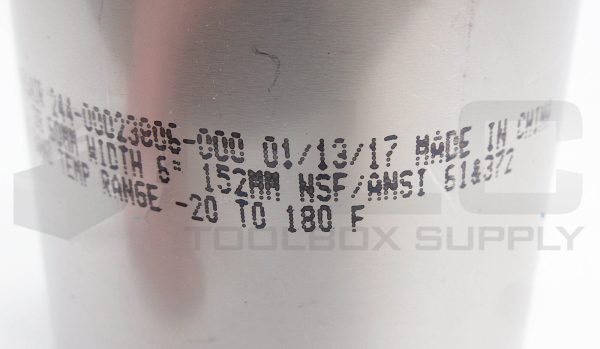 244-00023806-000 01/13/17 MADE IN CHINA
50MM WIDTH 6= 152MM NSF/ANSI 61&372
TEMP RANGE -20 TO 180 F
TOOLBOX SUPPLY